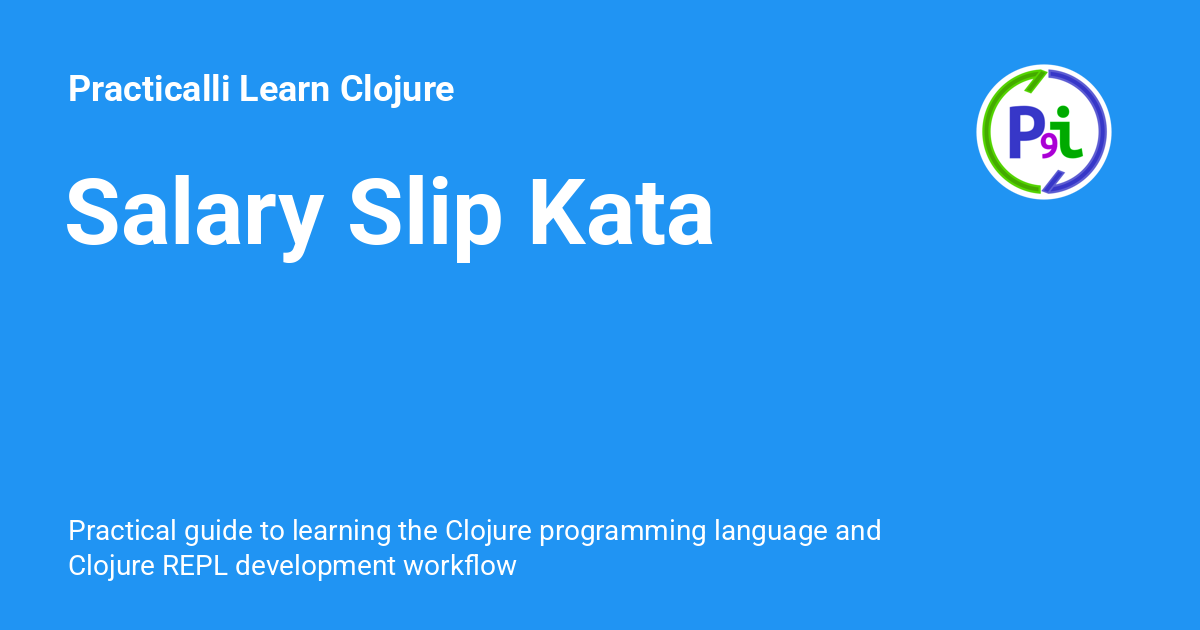 Practicalli Learn Clojure
P9i
Salary Slip Kata
Practical guide to learning the Clojure programming language and
Clojure REPL development workflow